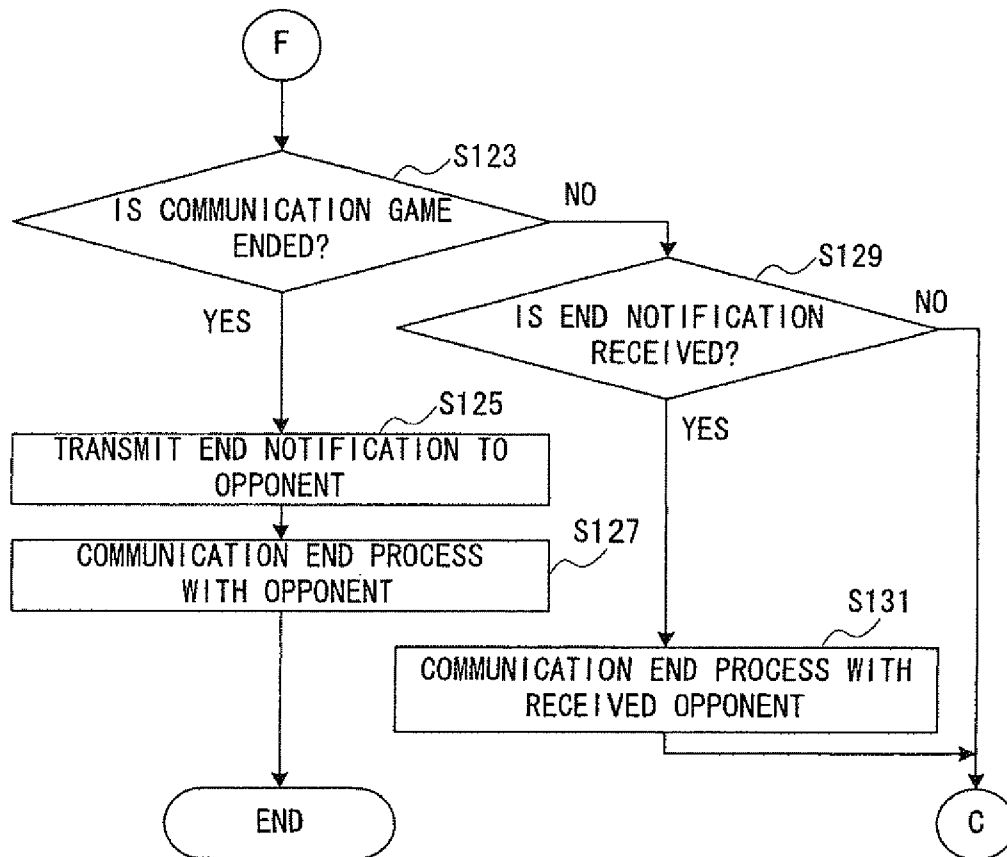 F
S123
IS COMMUNICATION GAME
ENDED?
NO
YES
S129
IS END NOTIFICATION
RECEIVED?
NO
YES
S125
TRANSMIT END NOTIFICATION TO
OPPONENT
S127
COMMUNICATION END PROCESS
WITH OPPONENT
S131
COMMUNICATION END PROCESS WITH
RECEIVED OPPONENT
END
C